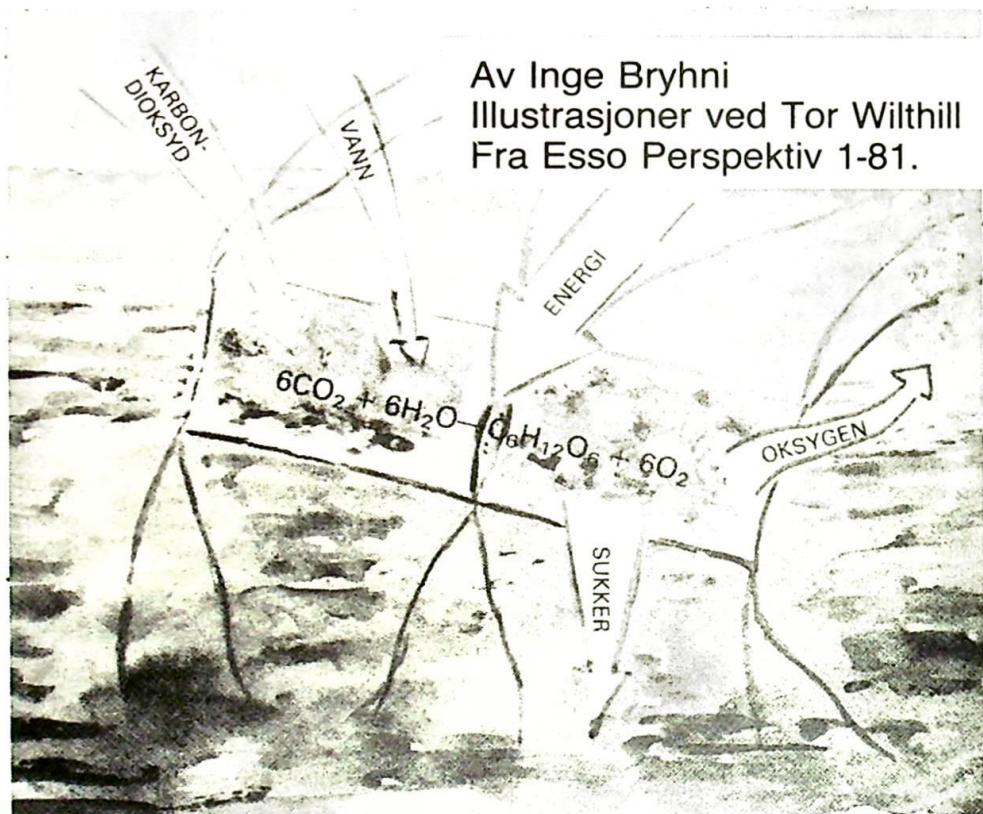 Av Inge Bryhni
Illustrasjoner ved Tor Wilthill
Fra Esso Perspektiv 1-81.
KARBON-
DIOKSYD
VANN
ENERGI
6CO₂ + 6H₂O→C₆H₁₂O₆ + 6O₂
OKSYGEN
SUKKER